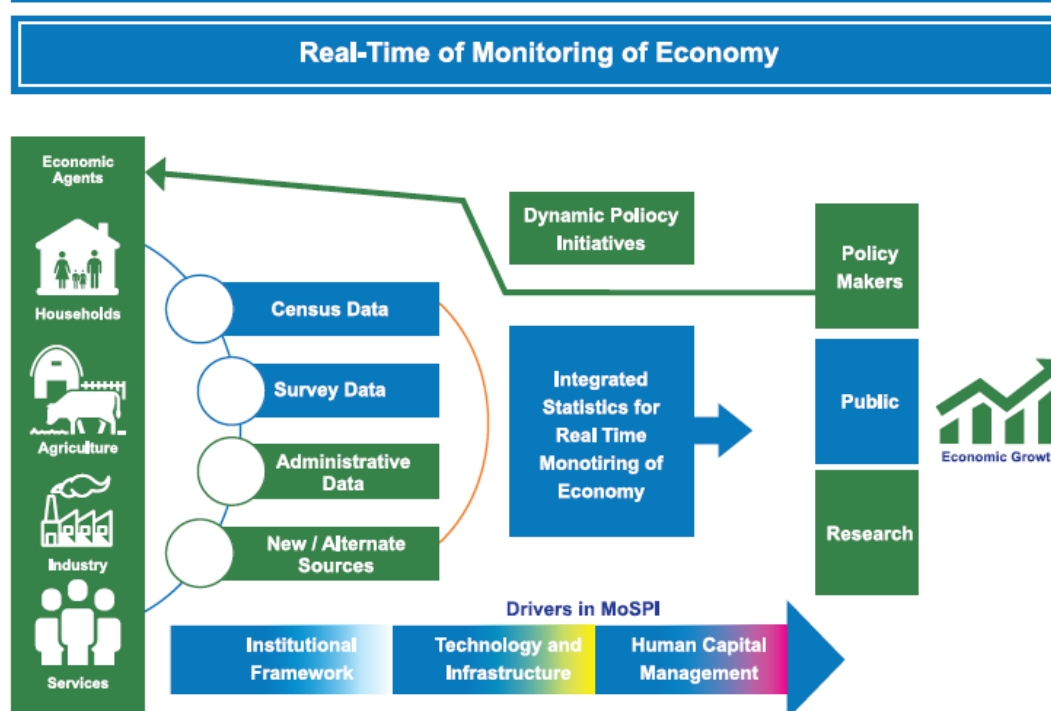 Real-Time of Monitoring of Economy
Economic
Agents
Households
Agriculture
Industry
Services
Census Data
Survey Data
Administrative
Data
New / Alternate
Sources
Dynamic Poliocy
Initiatives
Integrated
Statistics for
Real Time
Monotiring of
Economy
Policy
Makers
Public
Research
Economic Growth
Drivers in MoSPI
Institutional
Framework
Technology and
Infrastructure
Human Capital
Management